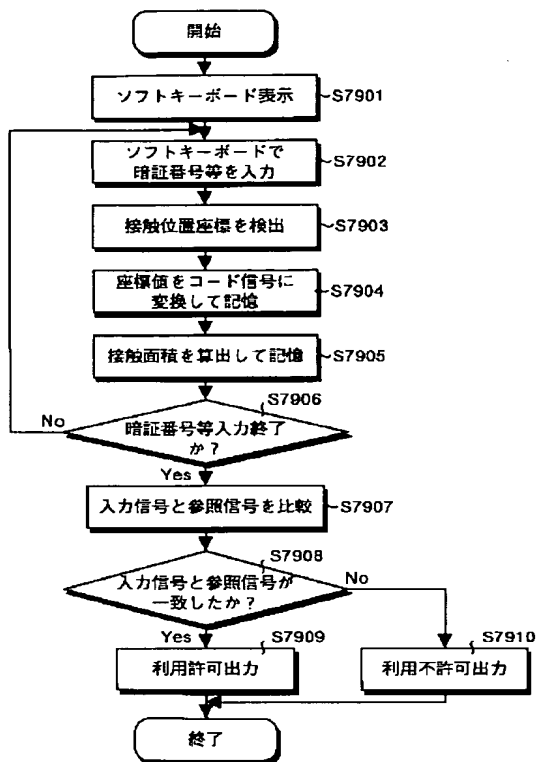 開始
ソフトキーボード表示
S7901
ソフトキーボードで
暗証番号等を入力
S7902
接触位置座標を検出
S7903
座標値をコード信号に
変換して記憶
S7904
接触面積を算出して記憶
S7905
S7906
No
暗証番号等入力終了
か？
Yes
入力信号と参照信号を比較
S7907
S7908
入力信号と参照信号が
一致したか？
No
Yes
S7909
S7910
利用許可出力
利用不許可出力
終了